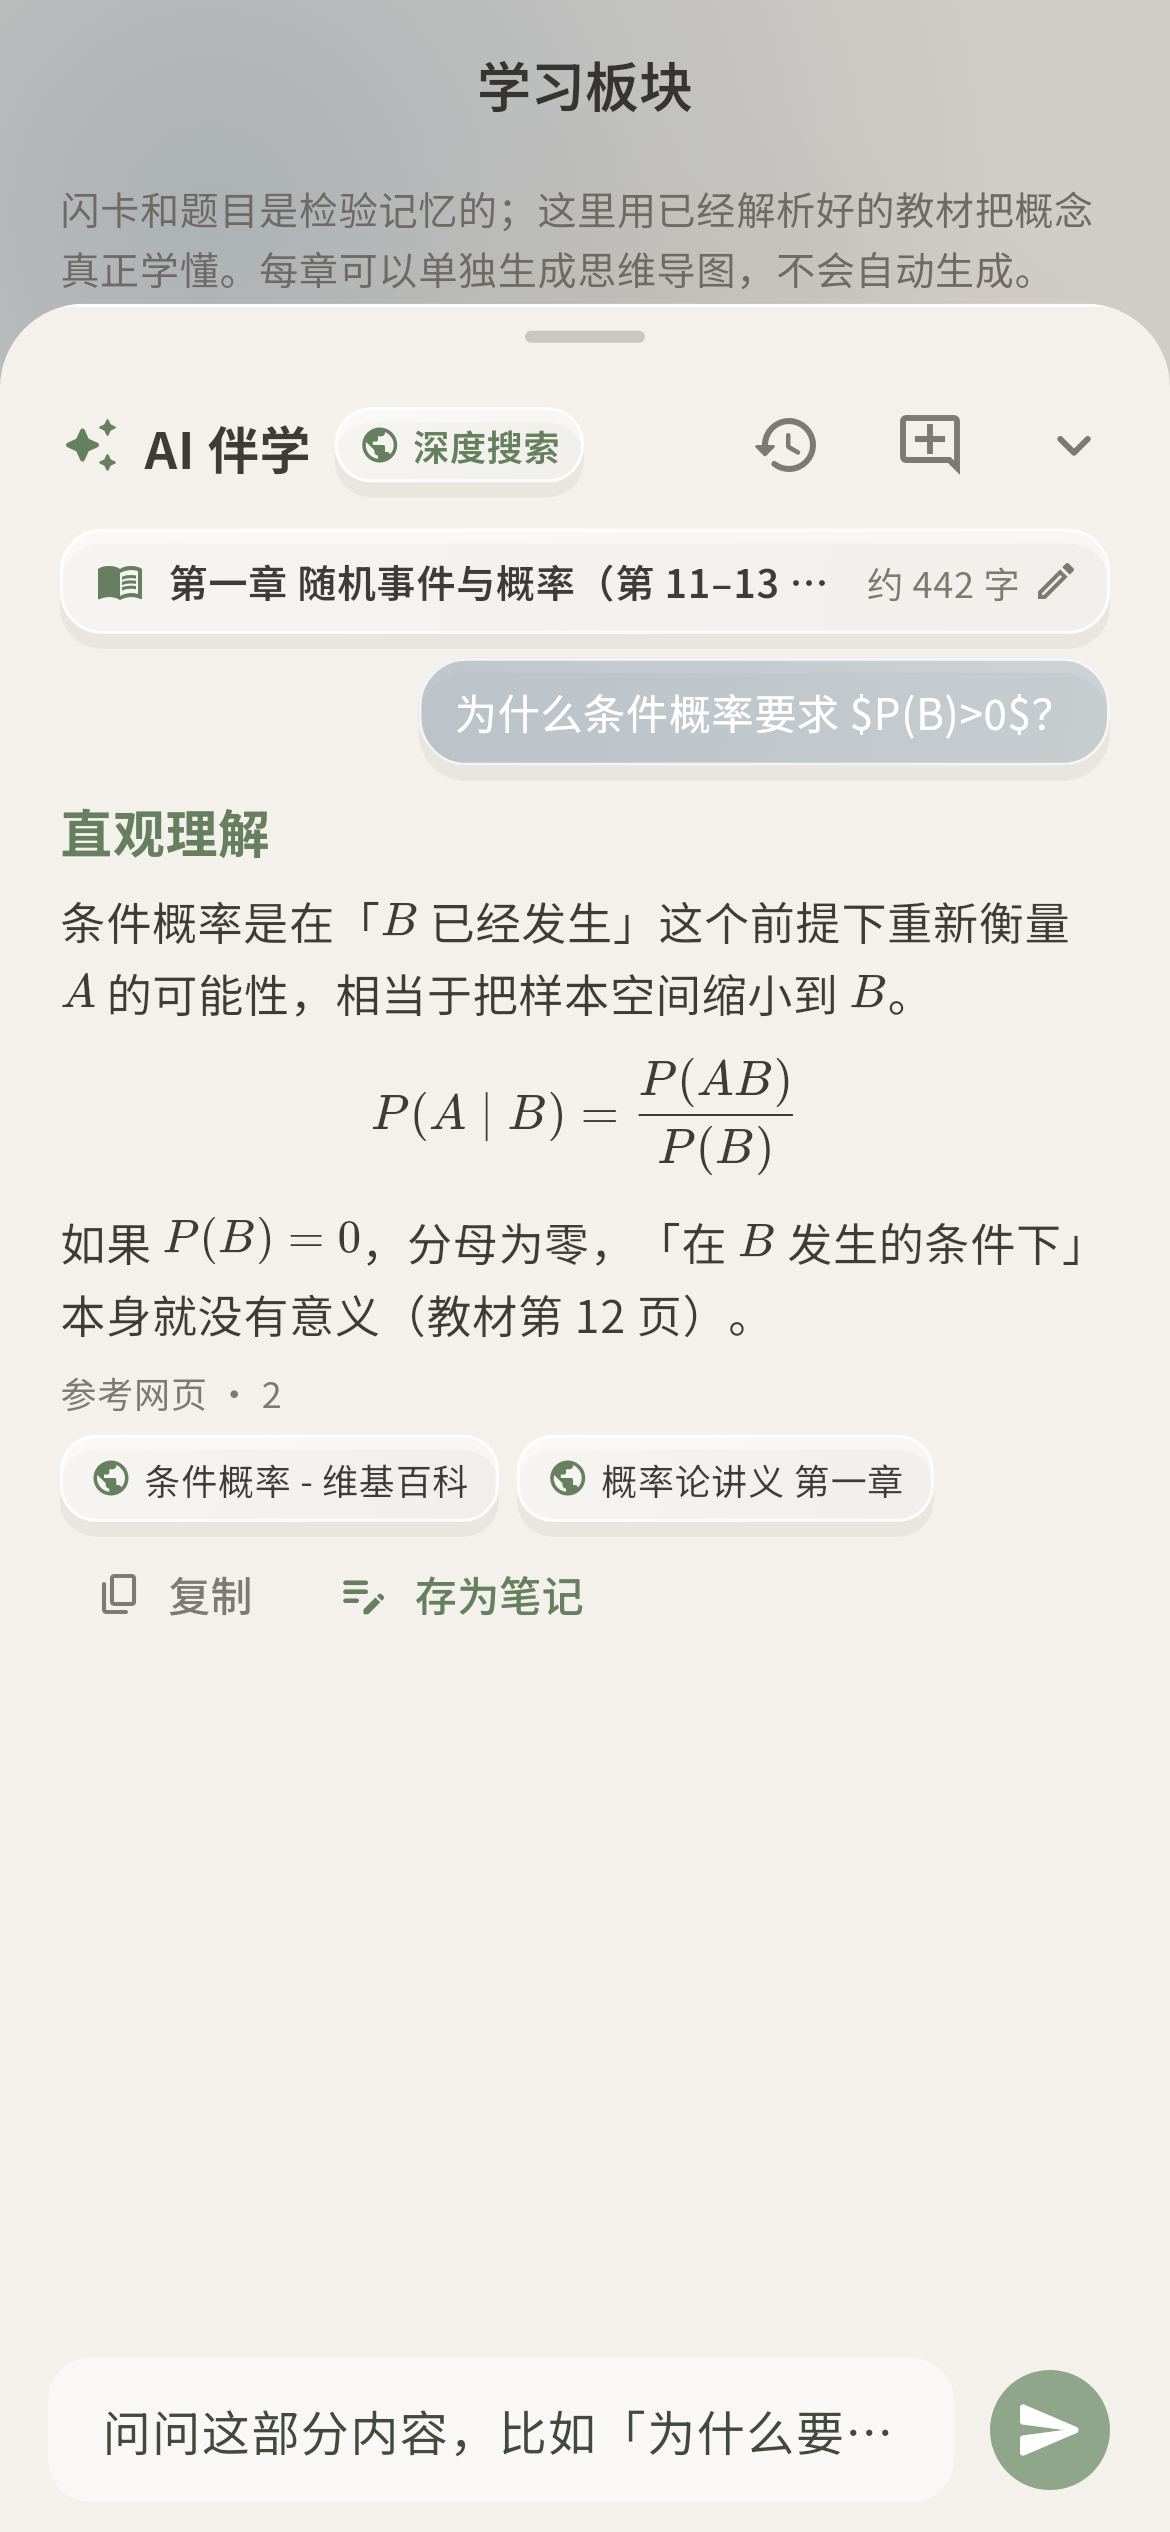 学习板块
闪卡和题目是检验记忆的；这里用已经解析好的教材把概念
真正学懂。每章可以单独生成思维导图，不会自动生成。
AI 伴学 深度搜索
第一章 随机事件与概率（第 11–13 … 约 442 字
为什么条件概率要求 $P(B)>0$？
直观理解
条件概率是在「B 已经发生」这个前提下重新衡量
A 的可能性，相当于把样本空间缩小到 B。
P(A | B) = P(AB) / P(B)
如果 P(B) = 0，分母为零，「在 B 发生的条件下」
本身就没有意义（教材第 12 页）。
参考网页 · 2
条件概率 - 维基百科 概率论讲义 第一章
复制 存为笔记
问问这部分内容，比如「为什么要…